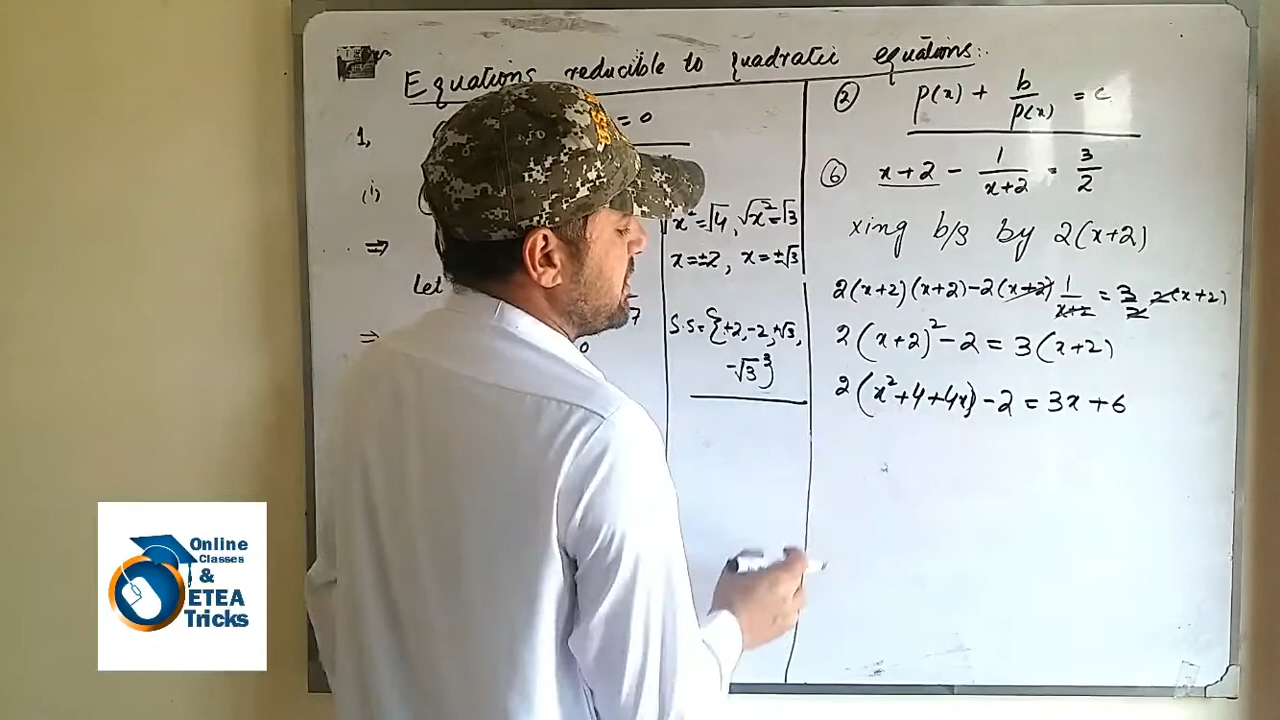 Equations reducible to quadratic equations:.
1, = 0
(i)
⇒
Let 7
⇒ 0
√x² = √4, √x² = √3
x = ±2, x = ±√3
S.S = {+2, -2, +√3,
-√3}
② p(x) + b/p(x) = c
⑥ x+2 - 1/(x+2) = 3/2
xing b/s by 2(x+2)
2(x+2)(x+2) - 2(x+2) 1/(x+2) = 3/2 2(x+2)
2(x+2)² - 2 = 3(x+2)
2(x²+4+4x) - 2 = 3x + 6
Online
Classes
&
ETEA
Tricks